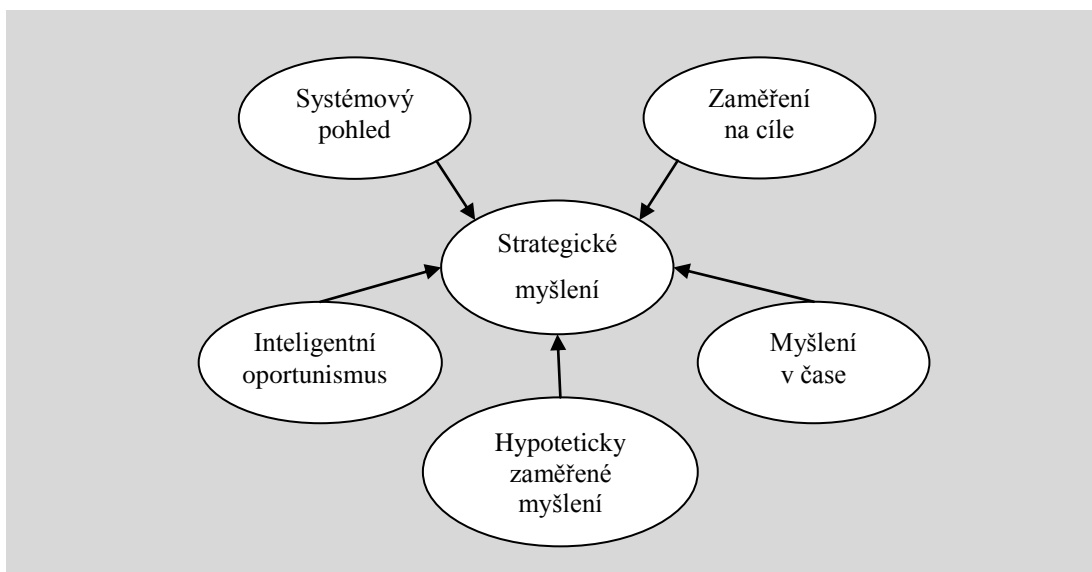 Systémový
pohled
Zaměření
na cíle
Strategické
myšlení
Inteligentní
oportunismus
Myšlení
v čase
Hypoteticky
zaměřené
myšlení